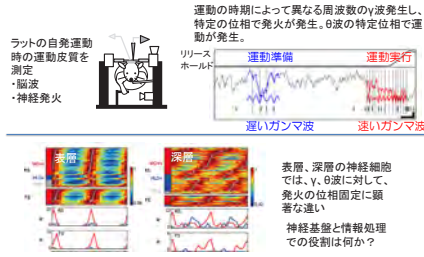 運動の時期によって異なる周波数のγ波発生し、
特定の位相で発火が発生。θ波の特定位相で運
動が発生。
ラットの自発運動
時の運動皮質を
測定
・脳波
・神経発火
リリース
ホールド
運動準備
運動実行
遅いガンマ波
速いガンマ波
表層
深層
表層、深層の神経細胞
では、γ、θ波に対して、
発火の位相固定に顕
著な違い
神経基盤と情報処理
での役割は何か？